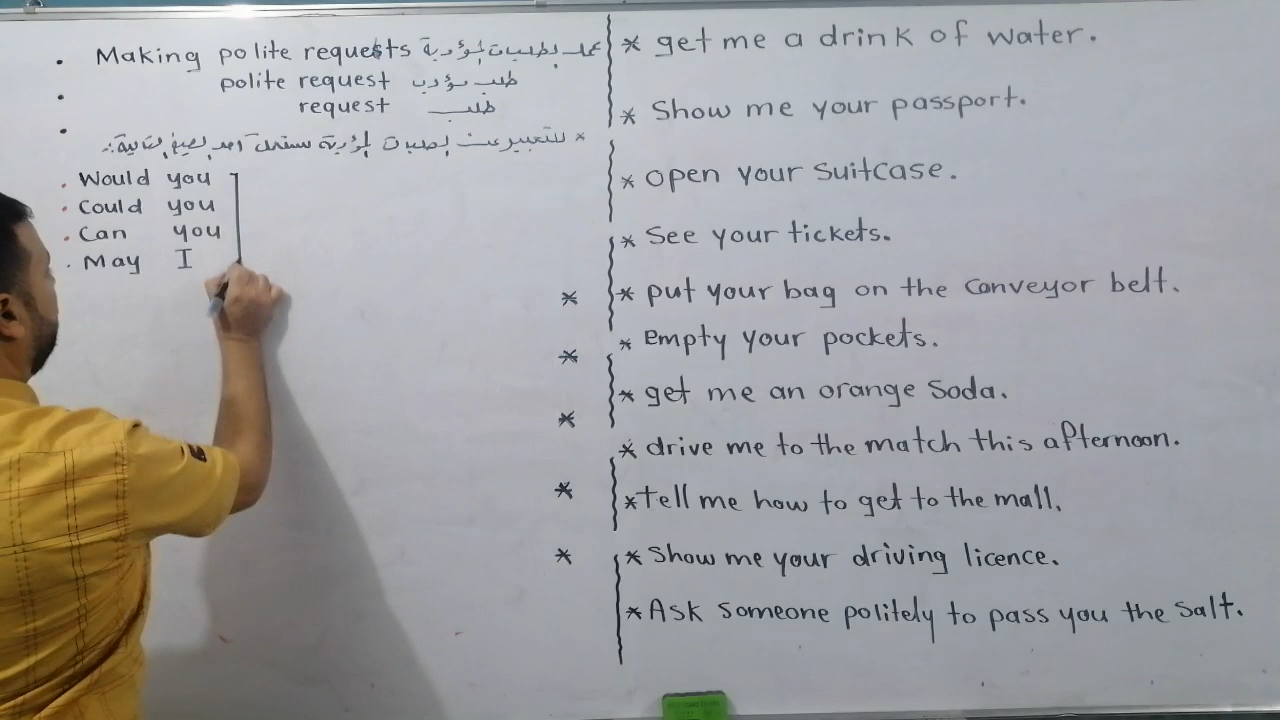 Making polite requests عمل الطلبات المؤدبة
polite request طلب مؤدب
request طلب
* للتعبير عن الطلبات المؤدبة نستعمل احد الصيغ التالية :.
. Would you
. Could you
. Can you
. May I
* get me a drink of water.
* Show me your passport.
* open your suitcase.
* See your tickets.
* put your bag on the conveyor belt.
* empty your pockets.
* get me an orange soda.
* drive me to the match this afternoon.
* tell me how to get to the mall.
* Show me your driving licence.
* Ask someone politely to pass you the salt.